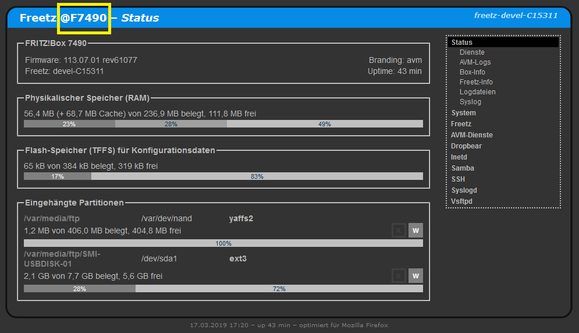 Freetz @F7490 – Status
freetz-devel-C15311
FRITZ!Box 7490
Firmware: 113.07.01 rev61077
Branding: avm
Freetz: devel-C15311
Uptime: 43 min
Physikalischer Speicher (RAM)
56,4 MB (+ 68,7 MB Cache) von 236,9 MB belegt, 111,8 MB frei
23% 28% 49%
Flash-Speicher (TFFS) für Konfigurationsdaten
65 kB von 384 kB belegt, 319 kB frei
17% 83%
Eingehängte Partitionen
/var/media/ftp /var/dev/nand yaffs2
1,2 MB von 406,0 MB belegt, 404,8 MB frei
w
100%
/var/media/ftp/SMI-
USBDISK-01 /dev/sda1 ext3
2,1 GB von 7,7 GB belegt, 5,6 GB frei
w
28% 72%
Status
Dienste
AVM-Logs
Box-Info
Freetz-Info
Logdateien
Syslog
System
Freetz
AVM-Dienste
Dropbear
Inetd
Samba
SSH
Syslogd
Vsftpd
17.03.2019 17:20 – up 43 min – optimiert für Mozilla Firefox